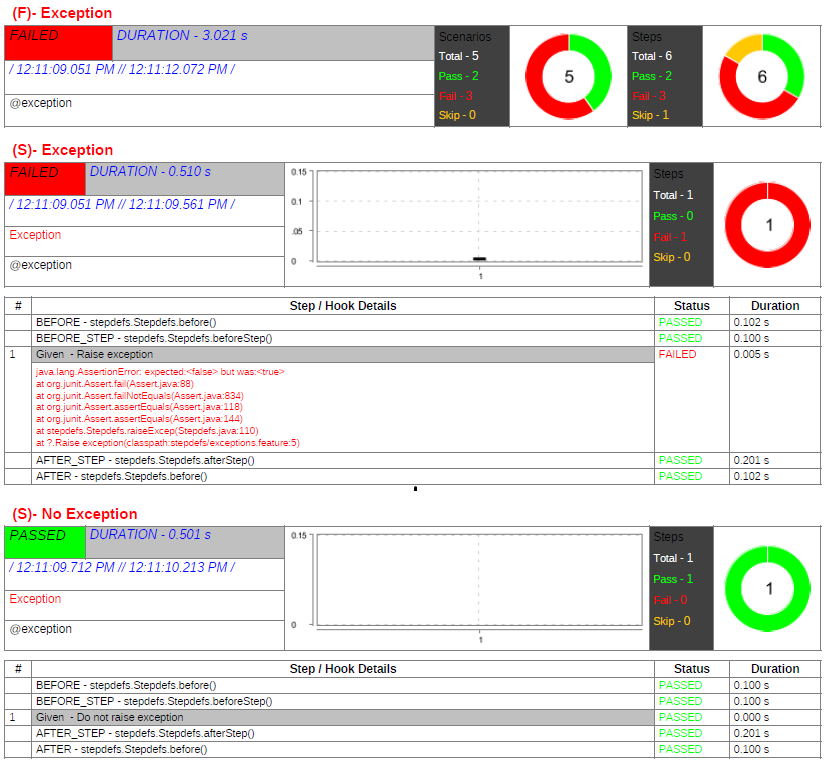 (F)- Exception
FAILED
DURATION - 3.021 s
/ 12:11:09.051 PM // 12:11:12.072 PM /
@exception
Scenarios
Total - 5
Pass - 2
Fail - 3
Skip - 0
5
Steps
Total - 6
Pass - 2
Fail - 3
Skip - 1
6
(S)- Exception
FAILED
DURATION - 0.510 s
/ 12:11:09.051 PM // 12:11:09.561 PM /
Exception
@exception
0.15
0.1
.05
0
1
Steps
Total - 1
Pass - 0
Fail - 1
Skip - 0
1
# Step / Hook Details Status Duration
BEFORE - stepdefs.Stepdefs.before() PASSED 0.102 s
BEFORE_STEP - stepdefs.Stepdefs.beforeStep() PASSED 0.100 s
1 Given - Raise exception FAILED 0.005 s
java.lang.AssertionError: expected:<false> but was:<true>
at org.junit.Assert.fail(Assert.java:88)
at org.junit.Assert.failNotEquals(Assert.java:834)
at org.junit.Assert.assertEquals(Assert.java:118)
at org.junit.Assert.assertEquals(Assert.java:144)
at stepdefs.Stepdefs.raiseExcep(Stepdefs.java:110)
at ?.Raise exception(classpath:stepdefs/exceptions.feature:5)
AFTER_STEP - stepdefs.Stepdefs.afterStep() PASSED 0.201 s
AFTER - stepdefs.Stepdefs.before() PASSED 0.102 s
(S)- No Exception
PASSED
DURATION - 0.501 s
/ 12:11:09.712 PM // 12:11:10.213 PM /
Exception
@exception
0.15
0
1
Steps
Total - 1
Pass - 1
Fail - 0
Skip - 0
1
# Step / Hook Details Status Duration
BEFORE - stepdefs.Stepdefs.before() PASSED 0.100 s
BEFORE_STEP - stepdefs.Stepdefs.beforeStep() PASSED 0.100 s
1 Given - Do not raise exception PASSED 0.000 s
AFTER_STEP - stepdefs.Stepdefs.afterStep() PASSED 0.201 s
AFTER - stepdefs.Stepdefs.before() PASSED 0.100 s